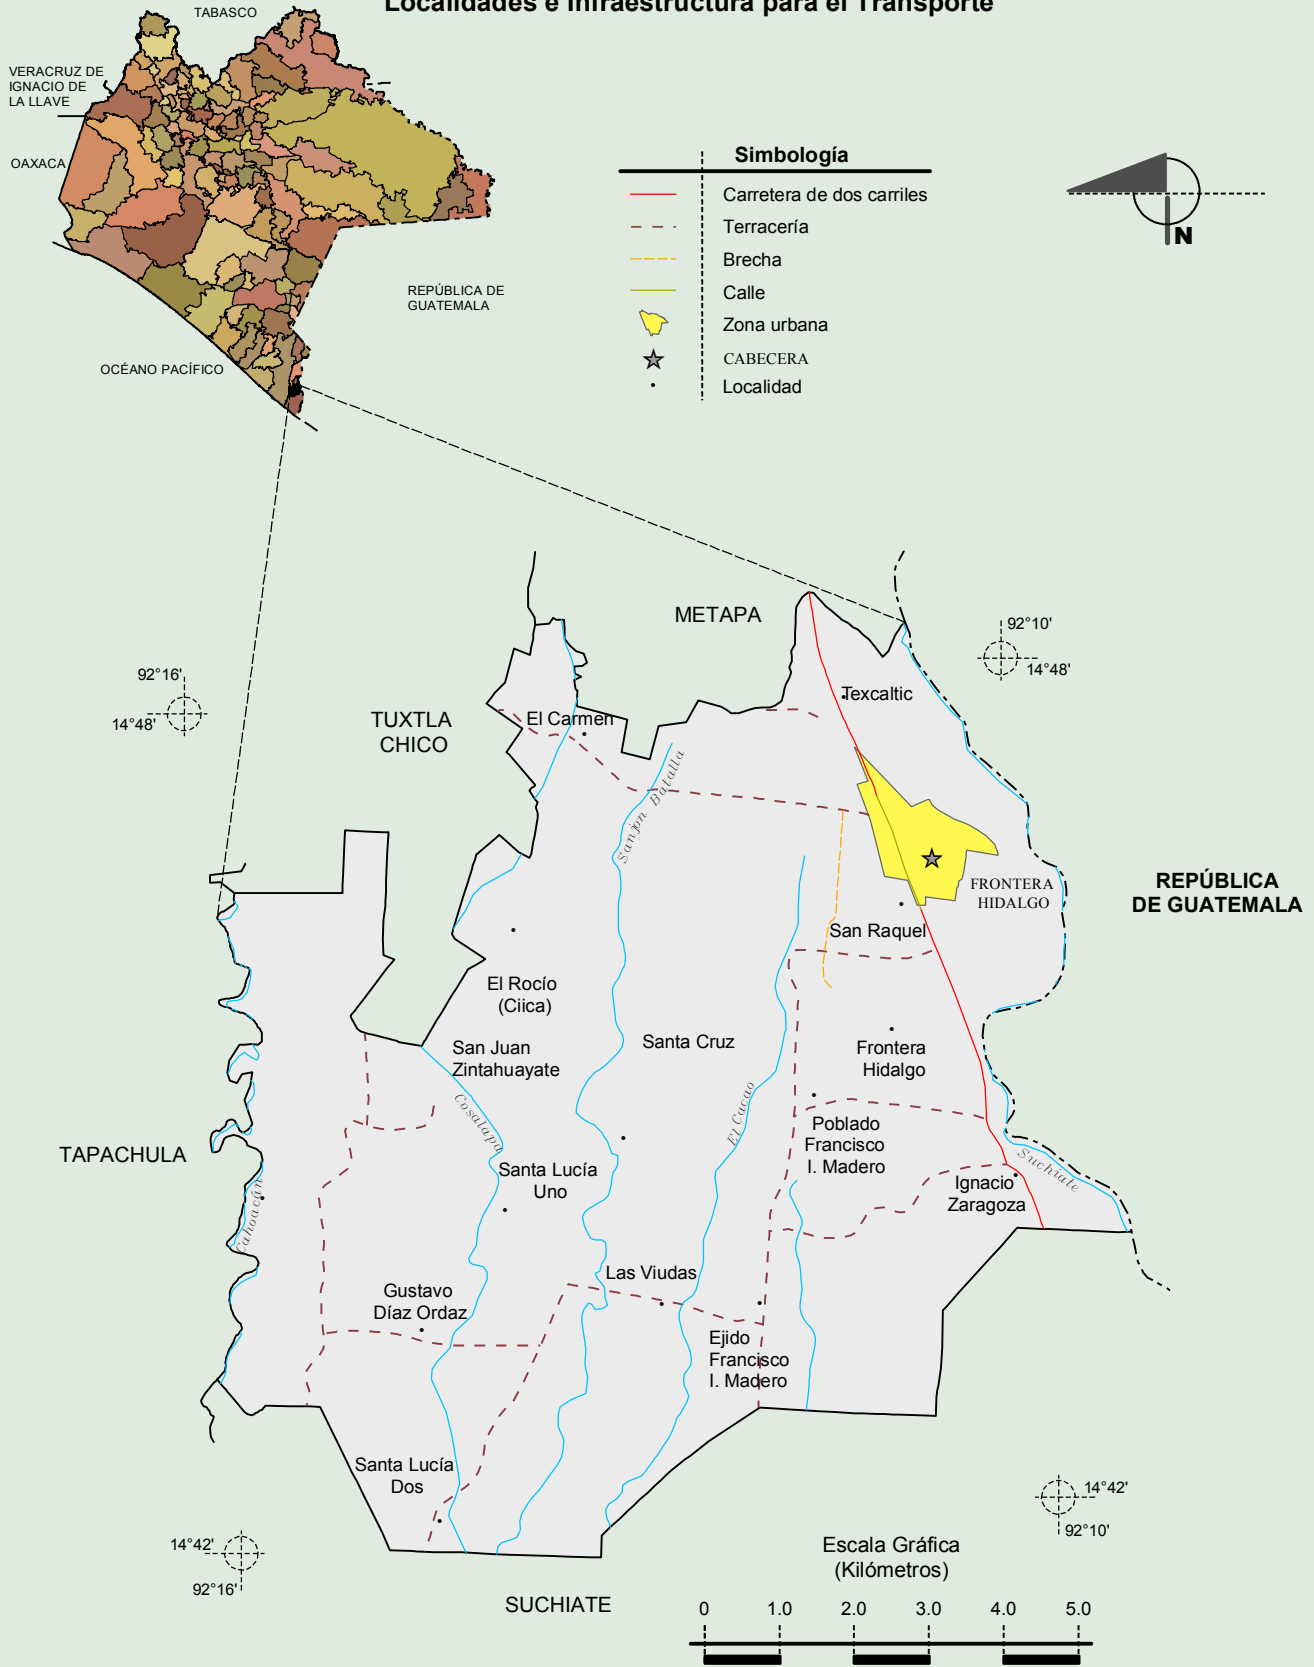 Localidades e Infraestructura para el Transporte
TABASCO
VERACRUZ DE
IGNACIO DE
LA LLAVE
OAXACA
REPÚBLICA DE
GUATEMALA
OCÉANO PACÍFICO
Simbología
Carretera de dos carriles
Terracería
Brecha
Calle
Zona urbana
CABECERA
Localidad
N
METAPA
92°10'
14°48'
92°16'
14°48'
TUXTLA
CHICO
Texcaltic
El Carmen
Sanjon Batalla
FRONTERA
HIDALGO
REPÚBLICA
DE GUATEMALA
San Raquel
El Rocío
(Ciica)
San Juan
Zintahuayate
Santa Cruz
Frontera
Hidalgo
Cosalapa
El Cacao
Poblado
Francisco
I. Madero
TAPACHULA
Cahoacán
Santa Lucía
Uno
Ignacio
Zaragoza
Suchiate
Las Viudas
Gustavo
Díaz Ordaz
Ejido
Francisco
I. Madero
Santa Lucía
Dos
14°42'
92°10'
14°42'
92°16'
SUCHIATE
Escala Gráfica
(Kilómetros)
0 1.0 2.0 3.0 4.0 5.0